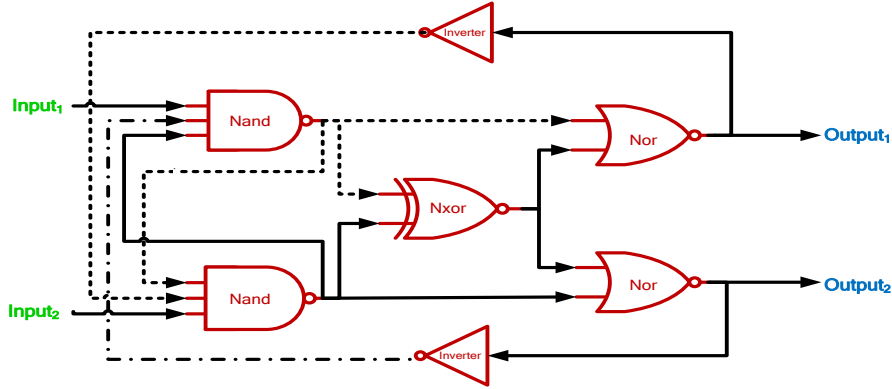 Inverter
Input1
Nand
Nor
Output1
Nxor
Nand
Nor
Input2
Output2
Inverter